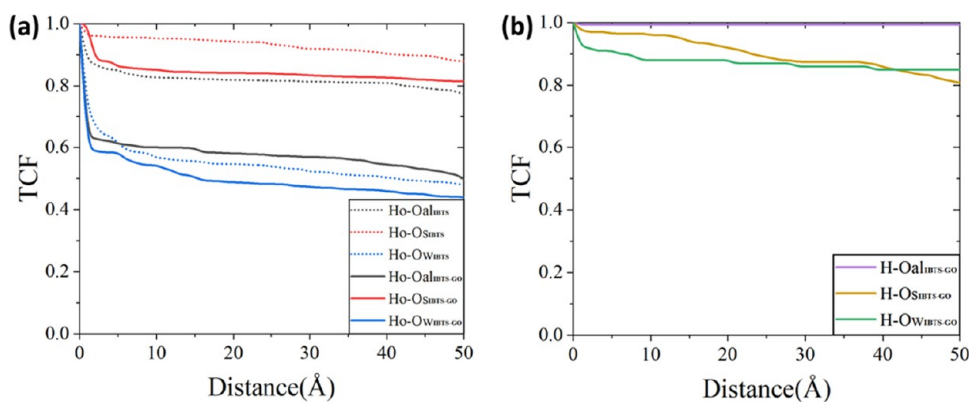 (a)
1.0
0.8
0.6
0.4
0.2
0.0
TCF
0 10 20 30 40 50
Distance(Å)
Ho-OalIBTS
Ho-OsIBTS
Ho-OwIBTS
Ho-OalIBTS-GO
Ho-OsIBTS-GO
Ho-OwIBTS-GO
(b)
1.0
0.8
0.6
0.4
0.2
0.0
TCF
0 10 20 30 40 50
Distance(Å)
H-OalIBTS-GO
H-OsIBTS-GO
H-OwIBTS-GO